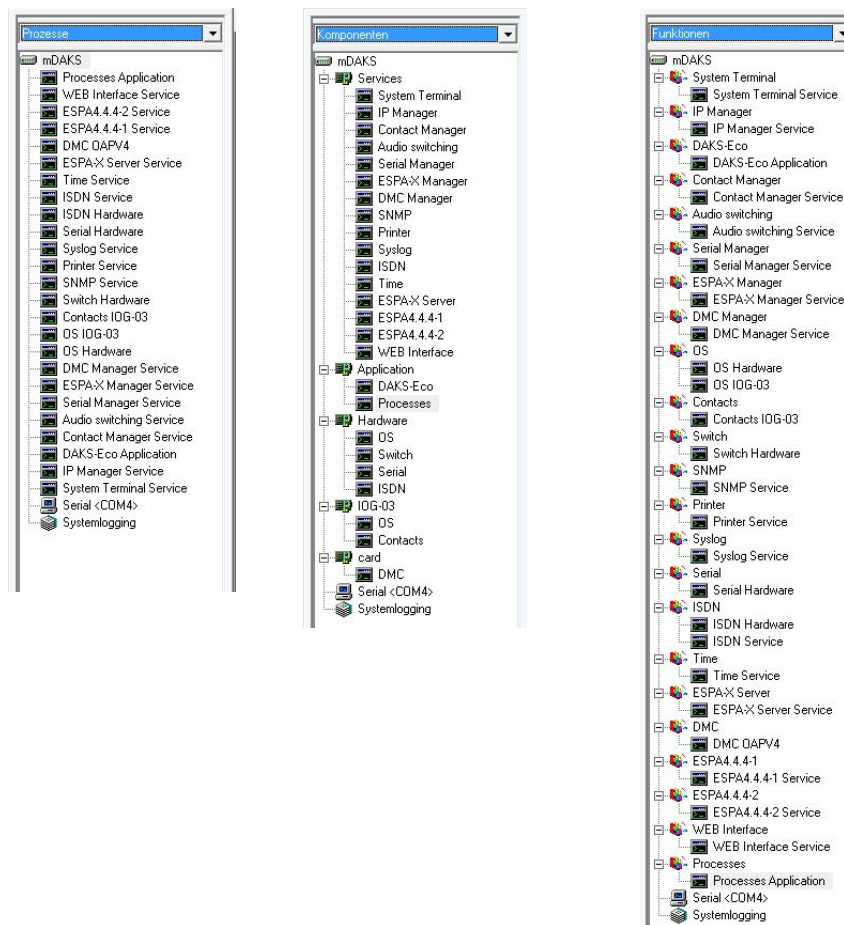 Prozesse
mDAKS
Processes Application
WEB Interface Service
ESPA4.4.4-2 Service
ESPA4.4.4-1 Service
DMC OAPV4
ESPA-X Server Service
Time Service
ISDN Service
ISDN Hardware
Serial Hardware
Syslog Service
Printer Service
SNMP Service
Switch Hardware
Contacts IOG-03
OS IOG-03
OS Hardware
DMC Manager Service
ESPA-X Manager Service
Serial Manager Service
Audio switching Service
Contact Manager Service
DAKS-Eco Application
IP Manager Service
System Terminal Service
Serial <COM4>
Systemlogging
Komponenten
mDAKS
Services
System Terminal
IP Manager
Contact Manager
Audio switching
Serial Manager
ESPA-X Manager
DMC Manager
SNMP
Printer
Syslog
ISDN
Time
ESPA-X Server
ESPA4.4.4-1
ESPA4.4.4-2
WEB Interface
Application
DAKS-Eco
Processes
Hardware
OS
Switch
Serial
ISDN
IOG-03
OS
Contacts
card
DMC
Serial <COM4>
Systemlogging
Funktionen
mDAKS
System Terminal
System Terminal Service
IP Manager
IP Manager Service
DAKS-Eco
DAKS-Eco Application
Contact Manager
Contact Manager Service
Audio switching
Audio switching Service
Serial Manager
Serial Manager Service
ESPA-X Manager
ESPA-X Manager Service
DMC Manager
DMC Manager Service
OS
OS Hardware
OS IOG-03
Contacts
Contacts IOG-03
Switch
Switch Hardware
SNMP
SNMP Service
Printer
Printer Service
Syslog
Syslog Service
Serial
Serial Hardware
ISDN
ISDN Hardware
ISDN Service
Time
Time Service
ESPA-X Server
ESPA-X Server Service
DMC
DMC OAPV4
ESPA4.4.4-1
ESPA4.4.4-1 Service
ESPA4.4.4-2
ESPA4.4.4-2 Service
WEB Interface
WEB Interface Service
Processes
Processes Application
Serial <COM4>
Systemlogging